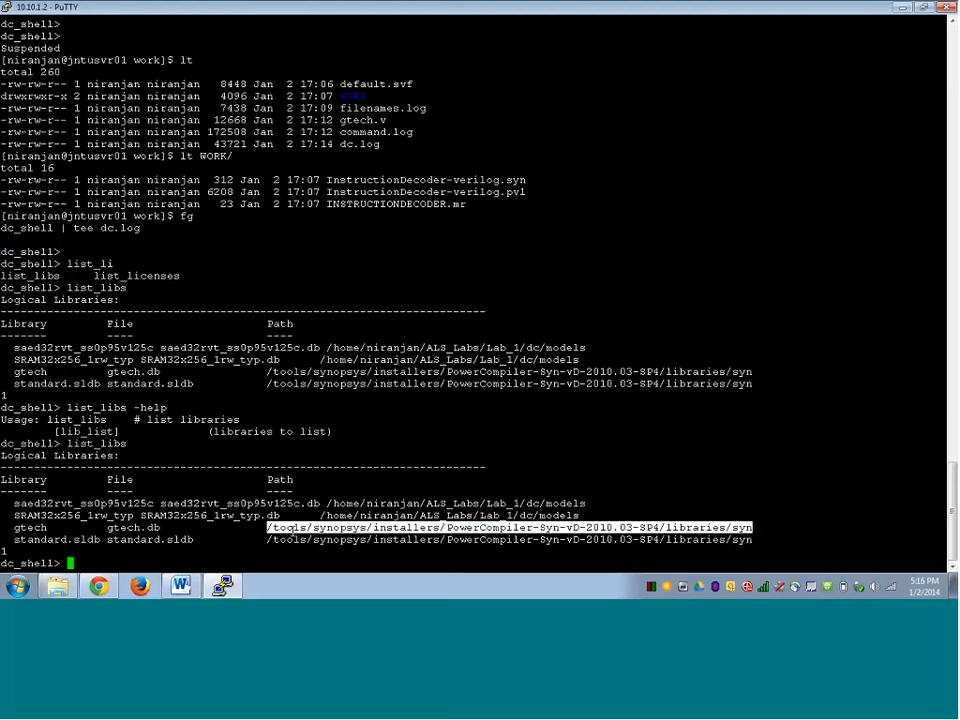 10.10.1.2 - PuTTY
dc_shell>
dc_shell>
Suspended
[niranjan@jntusvr01 work]$ lt
total 260
-rw-rw-r-- 1 niranjan niranjan   8448 Jan  2 17:06 default.svf
drwxrwxr-x 2 niranjan niranjan   4096 Jan  2 17:07 WORK
-rw-rw-r-- 1 niranjan niranjan   7438 Jan  2 17:09 filenames.log
-rw-rw-r-- 1 niranjan niranjan  12668 Jan  2 17:12 gtech.v
-rw-rw-r-- 1 niranjan niranjan 172508 Jan  2 17:12 command.log
-rw-rw-r-- 1 niranjan niranjan  43721 Jan  2 17:14 dc.log
[niranjan@jntusvr01 work]$ lt WORK/
total 16
-rw-rw-r-- 1 niranjan niranjan  312 Jan  2 17:07 InstructionDecoder-verilog.syn
-rw-rw-r-- 1 niranjan niranjan 6208 Jan  2 17:07 InstructionDecoder-verilog.pvl
-rw-rw-r-- 1 niranjan niranjan   23 Jan  2 17:07 INSTRUCTIONDECODER.mr
[niranjan@jntusvr01 work]$ fg
dc_shell | tee dc.log
dc_shell>
dc_shell> list_li
list_libs     list_licenses
dc_shell> list_libs
Logical Libraries:
-------------------------------------------------------------------------
Library         File                Path
-------         ----                ----
saed32rvt_ss0p95v125c saed32rvt_ss0p95v125c.db /home/niranjan/ALS_Labs/Lab_1/dc/models
SRAM32x256_1rw_typ SRAM32x256_1rw_typ.db      /home/niranjan/ALS_Labs/Lab_1/dc/models
gtech             gtech.db                /tools/synopsys/installers/PowerCompiler-Syn-vD-2010.03-SP4/libraries/syn
standard.sldb standard.sldb           /tools/synopsys/installers/PowerCompiler-Syn-vD-2010.03-SP4/libraries/syn
1
dc_shell> list_libs -help
Usage: list_libs    # list libraries
[lib_list]             (libraries to list)
dc_shell> list_libs
Logical Libraries:
-------------------------------------------------------------------------
Library         File                Path
-------         ----                ----
saed32rvt_ss0p95v125c saed32rvt_ss0p95v125c.db /home/niranjan/ALS_Labs/Lab_1/dc/models
SRAM32x256_1rw_typ SRAM32x256_1rw_typ.db      /home/niranjan/ALS_Labs/Lab_1/dc/models
gtech             gtech.db                /tools/synopsys/installers/PowerCompiler-Syn-vD-2010.03-SP4/libraries/syn
standard.sldb standard.sldb           /tools/synopsys/installers/PowerCompiler-Syn-vD-2010.03-SP4/libraries/syn
1
dc_shell>
5:16 PM
1/2/2014